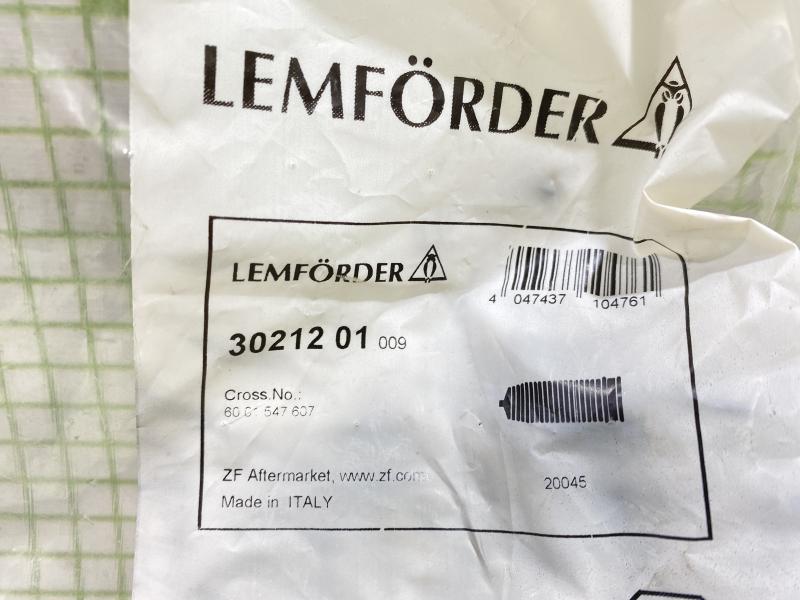 LEMFÖRDER
LEMFÖRDER
4 047437 104761
30212 01 009
Cross.No.:
60 01 547 607
ZF Aftermarket, www.zf.com
20045
Made in ITALY